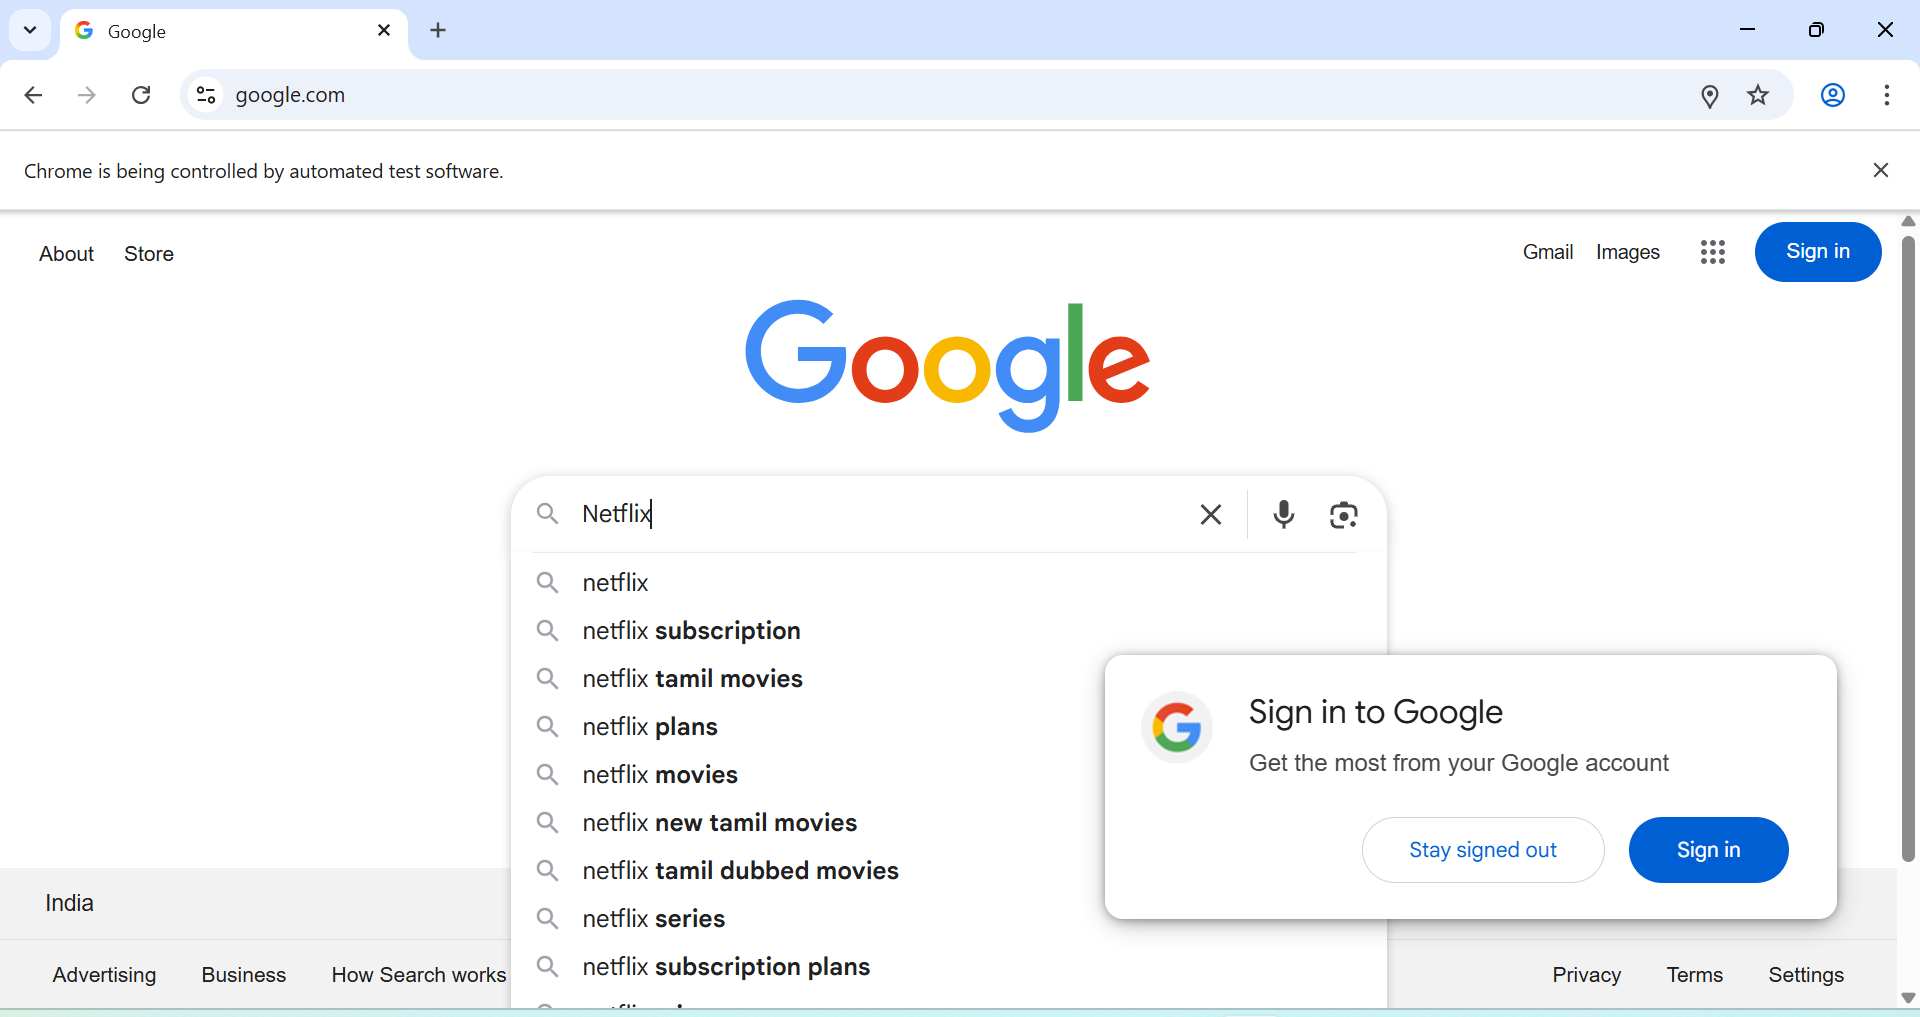 Google
google.com
Chrome is being controlled by automated test software.
About Store
Gmail Images Sign in
Google
Netflix
netflix
netflix subscription
netflix tamil movies
netflix plans
netflix movies
netflix new tamil movies
netflix tamil dubbed movies
netflix series
netflix subscription plans
Sign in to Google
Get the most from your Google account
Stay signed out Sign in
India
Advertising Business How Search works
Privacy Terms Settings